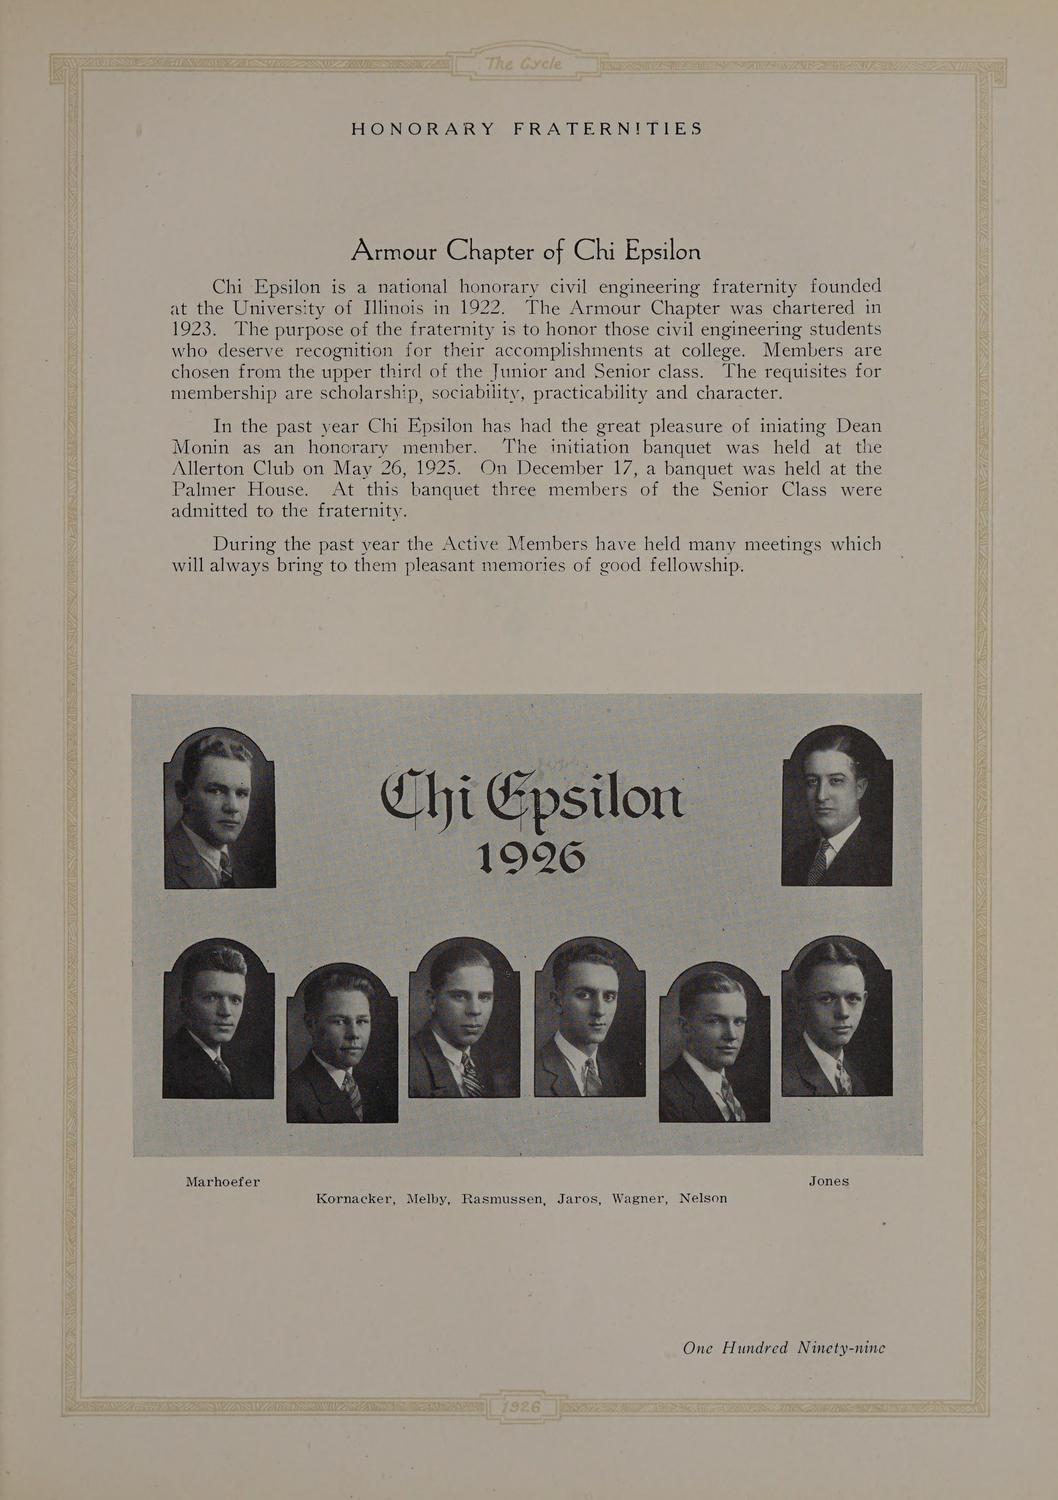 The Cycle
HONORARY FRATERNITIES
Armour Chapter of Chi Epsilon
Chi Epsilon is a national honorary civil engineering fraternity founded
at the University of Illinois in 1922. The Armour Chapter was chartered in
1923. The purpose of the fraternity is to honor those civil engineering students
who deserve recognition for their accomplishments at college. Members are
chosen from the upper third of the Junior and Senior class. The requisites for
membership are scholarship, sociability, practicability and character.
In the past year Chi Epsilon has had the great pleasure of iniating Dean
Monin as an honorary member. The initiation banquet was held at the
Allerton Club on May 26, 1925. On December 17, a banquet was held at the
Palmer House. At this banquet three members of the Senior Class were
admitted to the fraternity.
During the past year the Active Members have held many meetings which
will always bring to them pleasant memories of good fellowship.
Chi Epsilon
1926
Marhoefer Jones
Kornacker, Melby, Rasmussen, Jaros, Wagner, Nelson
One Hundred Ninety-nine
1926